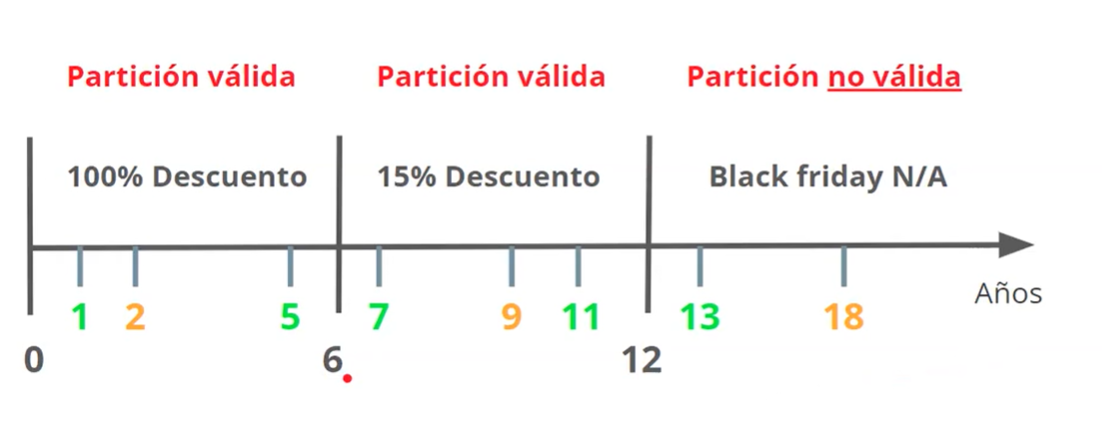 Partición válida Partición válida Partición no válida
100% Descuento 15% Descuento Black friday N/A
Años
1 2 5 7 9 11 13 18
0 6 12